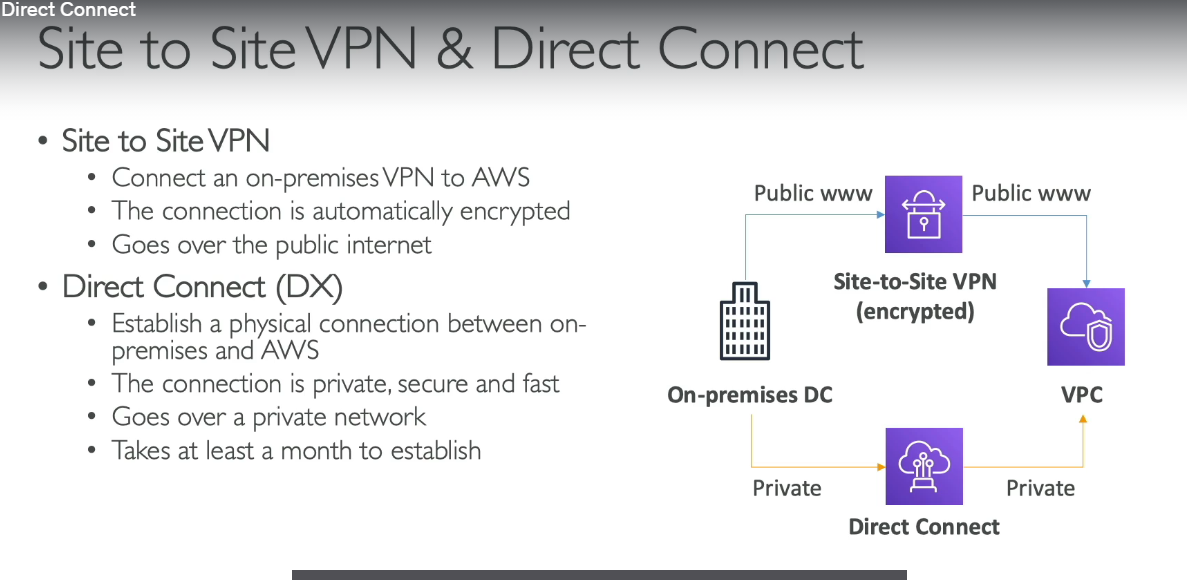 Direct Connect
Site to Site VPN & Direct Connect
• Site to Site VPN
• Connect an on-premises VPN to AWS
• The connection is automatically encrypted
• Goes over the public internet
• Direct Connect (DX)
• Establish a physical connection between on-
premises and AWS
• The connection is private, secure and fast
• Goes over a private network
• Takes at least a month to establish
Public www
Public www
Site-to-Site VPN
(encrypted)
On-premises DC
VPC
Private
Private
Direct Connect